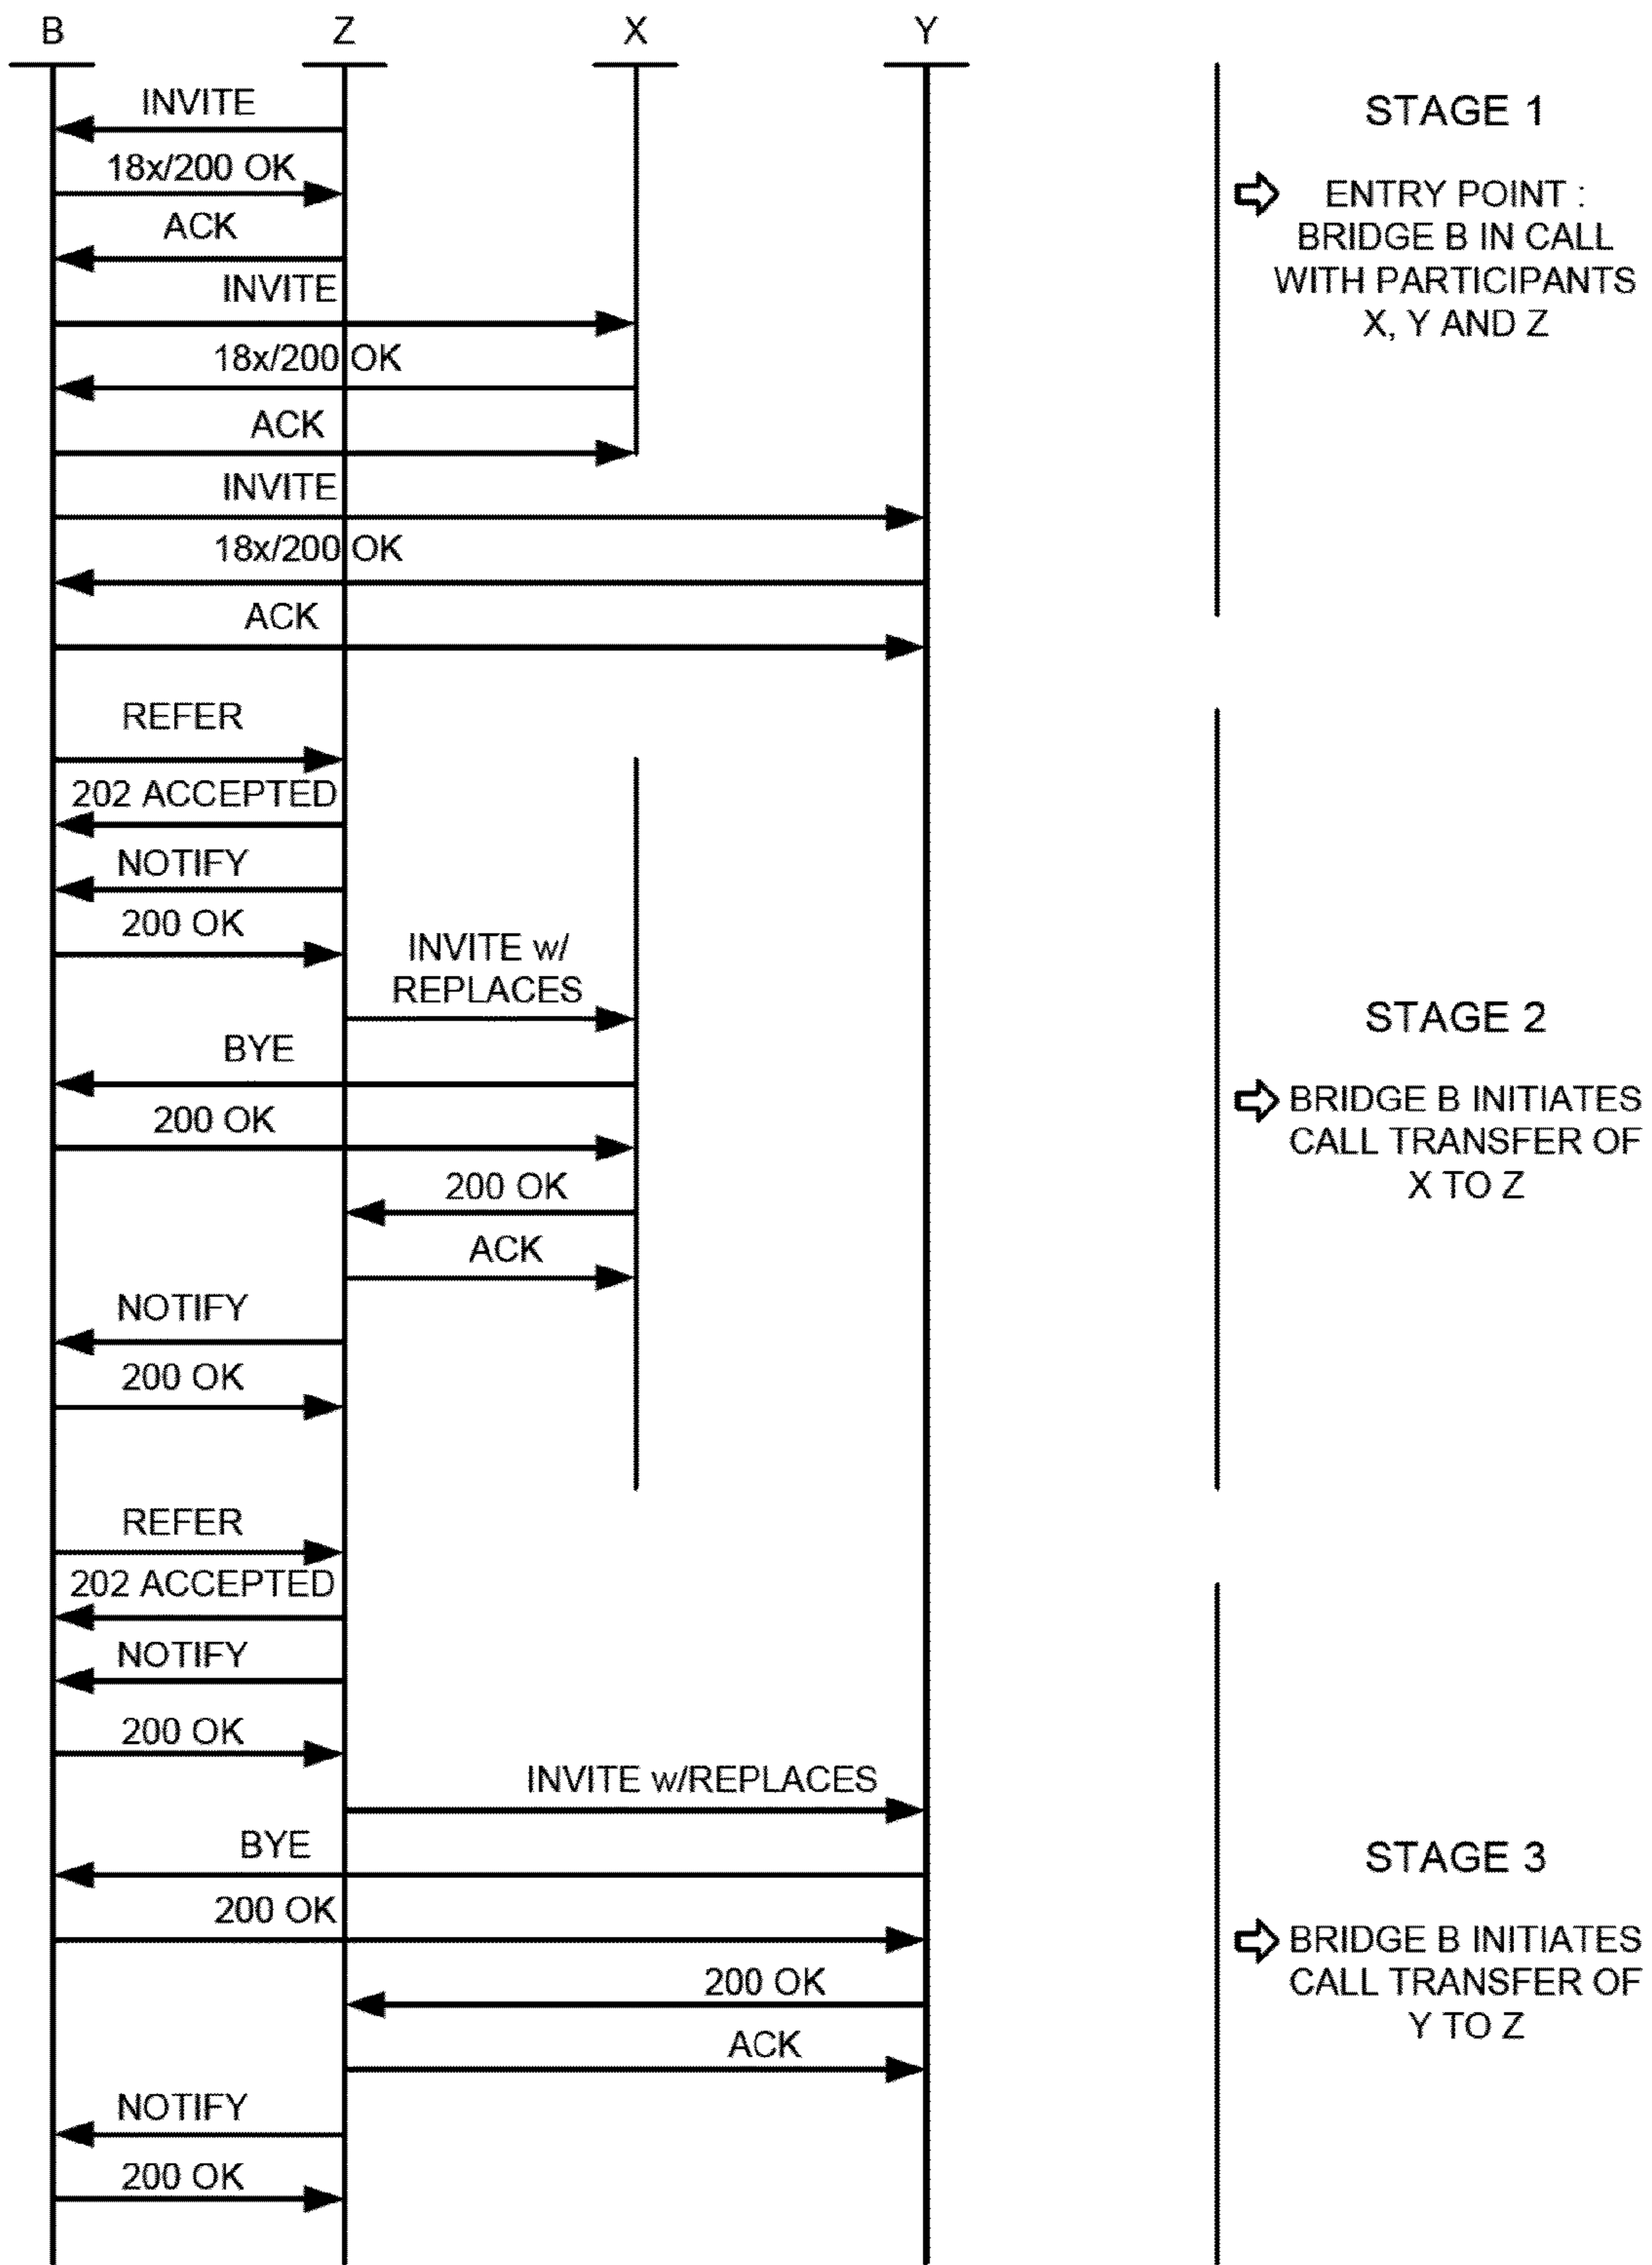 B Z X Y
INVITE
18x/200 OK
ACK
INVITE
18x/200 OK
ACK
INVITE
18x/200 OK
ACK
STAGE 1
ENTRY POINT :
BRIDGE B IN CALL
WITH PARTICIPANTS
X, Y AND Z
REFER
202 ACCEPTED
NOTIFY
200 OK
INVITE w/
REPLACES
BYE
200 OK
200 OK
ACK
NOTIFY
200 OK
STAGE 2
BRIDGE B INITIATES
CALL TRANSFER OF
X TO Z
REFER
202 ACCEPTED
NOTIFY
200 OK
INVITE w/REPLACES
BYE
200 OK
200 OK
ACK
NOTIFY
200 OK
STAGE 3
BRIDGE B INITIATES
CALL TRANSFER OF
Y TO Z